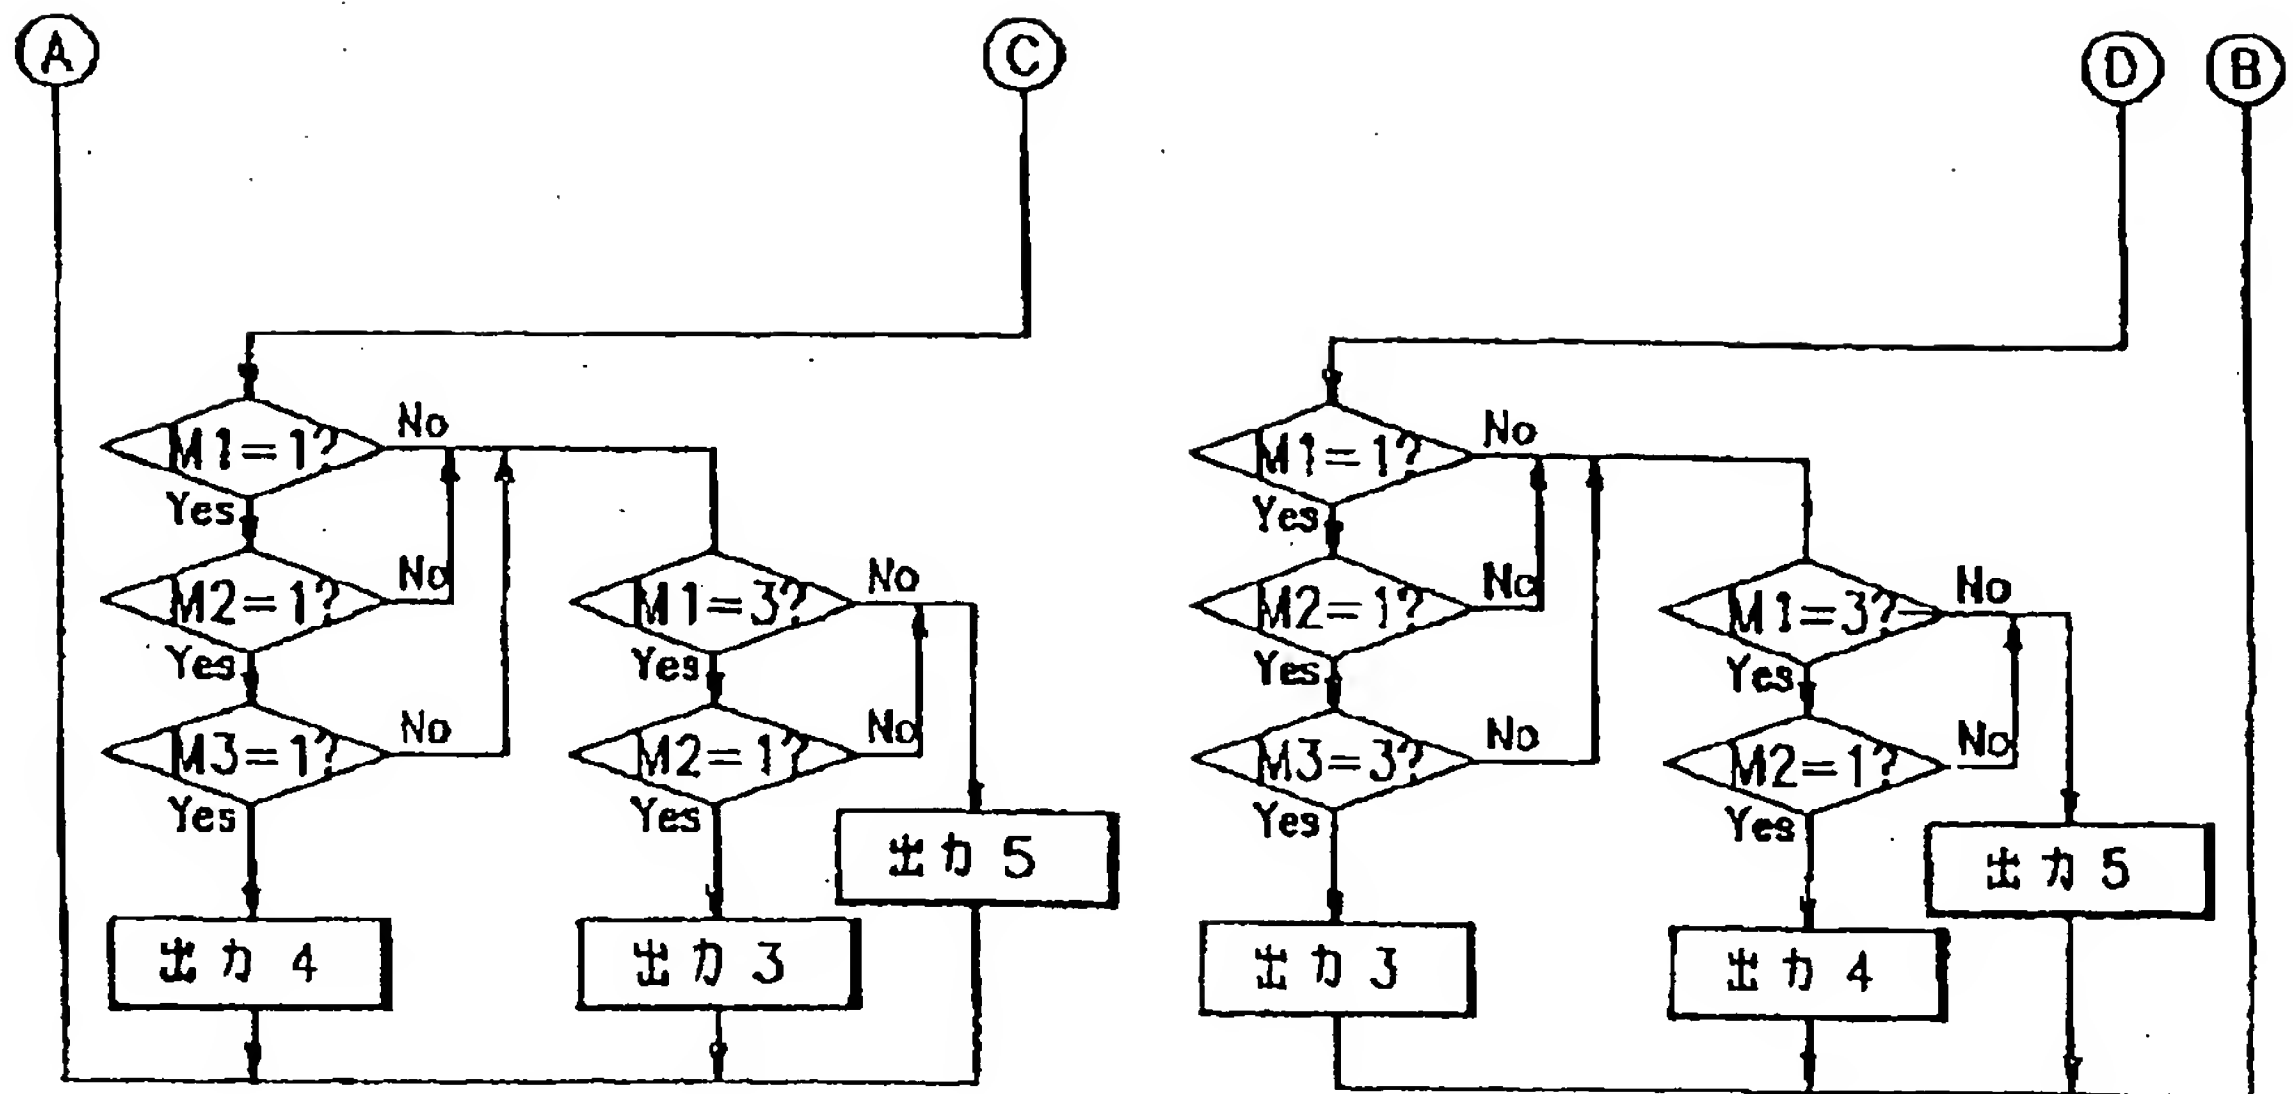 A
C
D
B
M1=1?
No
Yes
M2=1?
No
Yes
M3=1?
No
Yes
出力4
M1=3?
No
Yes
M2=1?
No
Yes
出力3
出力5
M1=1?
No
Yes
M2=1?
No
Yes
M3=3?
No
Yes
出力3
M1=3?
No
Yes
M2=1?
No
Yes
出力4
出力5